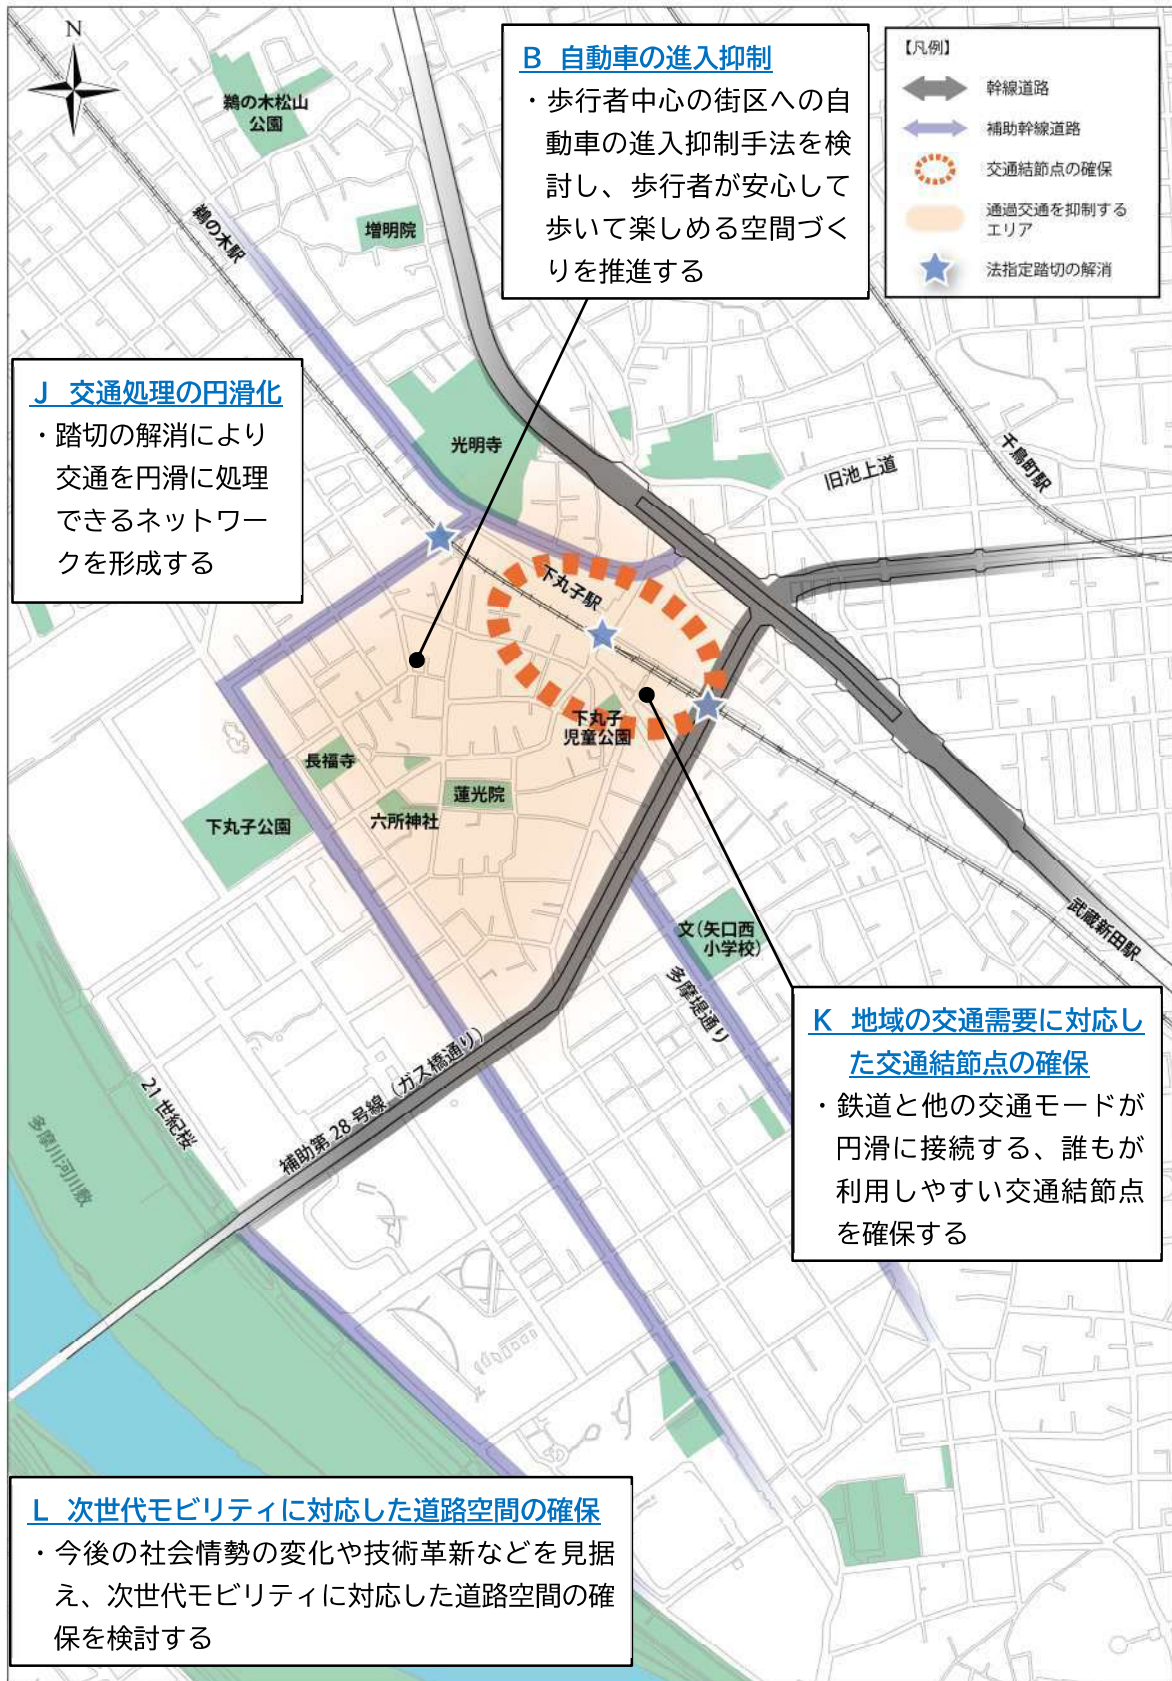 N
鵜の木松山
公園
鵜の木駅
増明院
B 自動車の進入抑制
・歩行者中心の街区への自
動車の進入抑制手法を検
討し、歩行者が安心して
歩いて楽しめる空間づく
りを推進する
【凡例】
幹線道路
補助幹線道路
交通結節点の確保
通過交通を抑制する
エリア
法指定踏切の解消
J 交通処理の円滑化
・踏切の解消により
交通を円滑に処理
できるネットワー
クを形成する
光明寺
旧池上道
千鳥町駅
下丸子駅
下丸子
児童公園
長福寺
蓮光院
六所神社
下丸子公園
文(矢口西
小学校)
武蔵新田駅
多摩堤通り
補助第28号線(ガス橋通り)
21世紀桜
多摩川河川敷
K 地域の交通需要に対応し
た交通結節点の確保
・鉄道と他の交通モードが
円滑に接続する、誰もが
利用しやすい交通結節点
を確保する
L 次世代モビリティに対応した道路空間の確保
・今後の社会情勢の変化や技術革新などを見据
え、次世代モビリティに対応した道路空間の確
保を検討する